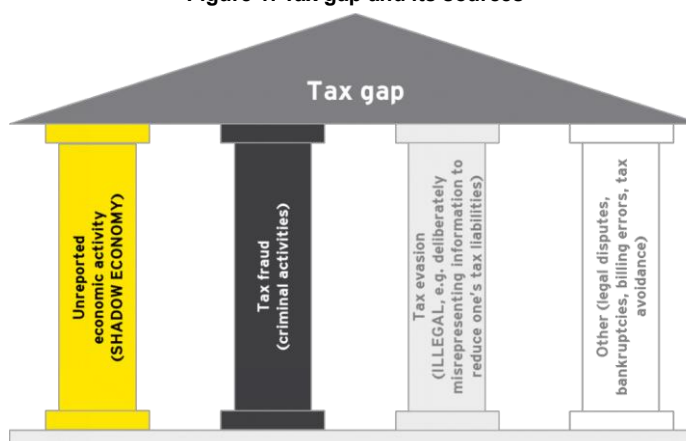 Figure 1. Tax gap and its sources
Tax gap
Unreported
economic activity
(SHADOW ECONOMY)
Tax fraud
(criminal activities)
Tax evasion
(ILLEGAL, e.g. deliberately
misrepresenting information to
reduce one's tax liabilities)
Other (legal disputes,
bankruptcies, billing errors, tax
avoidance)